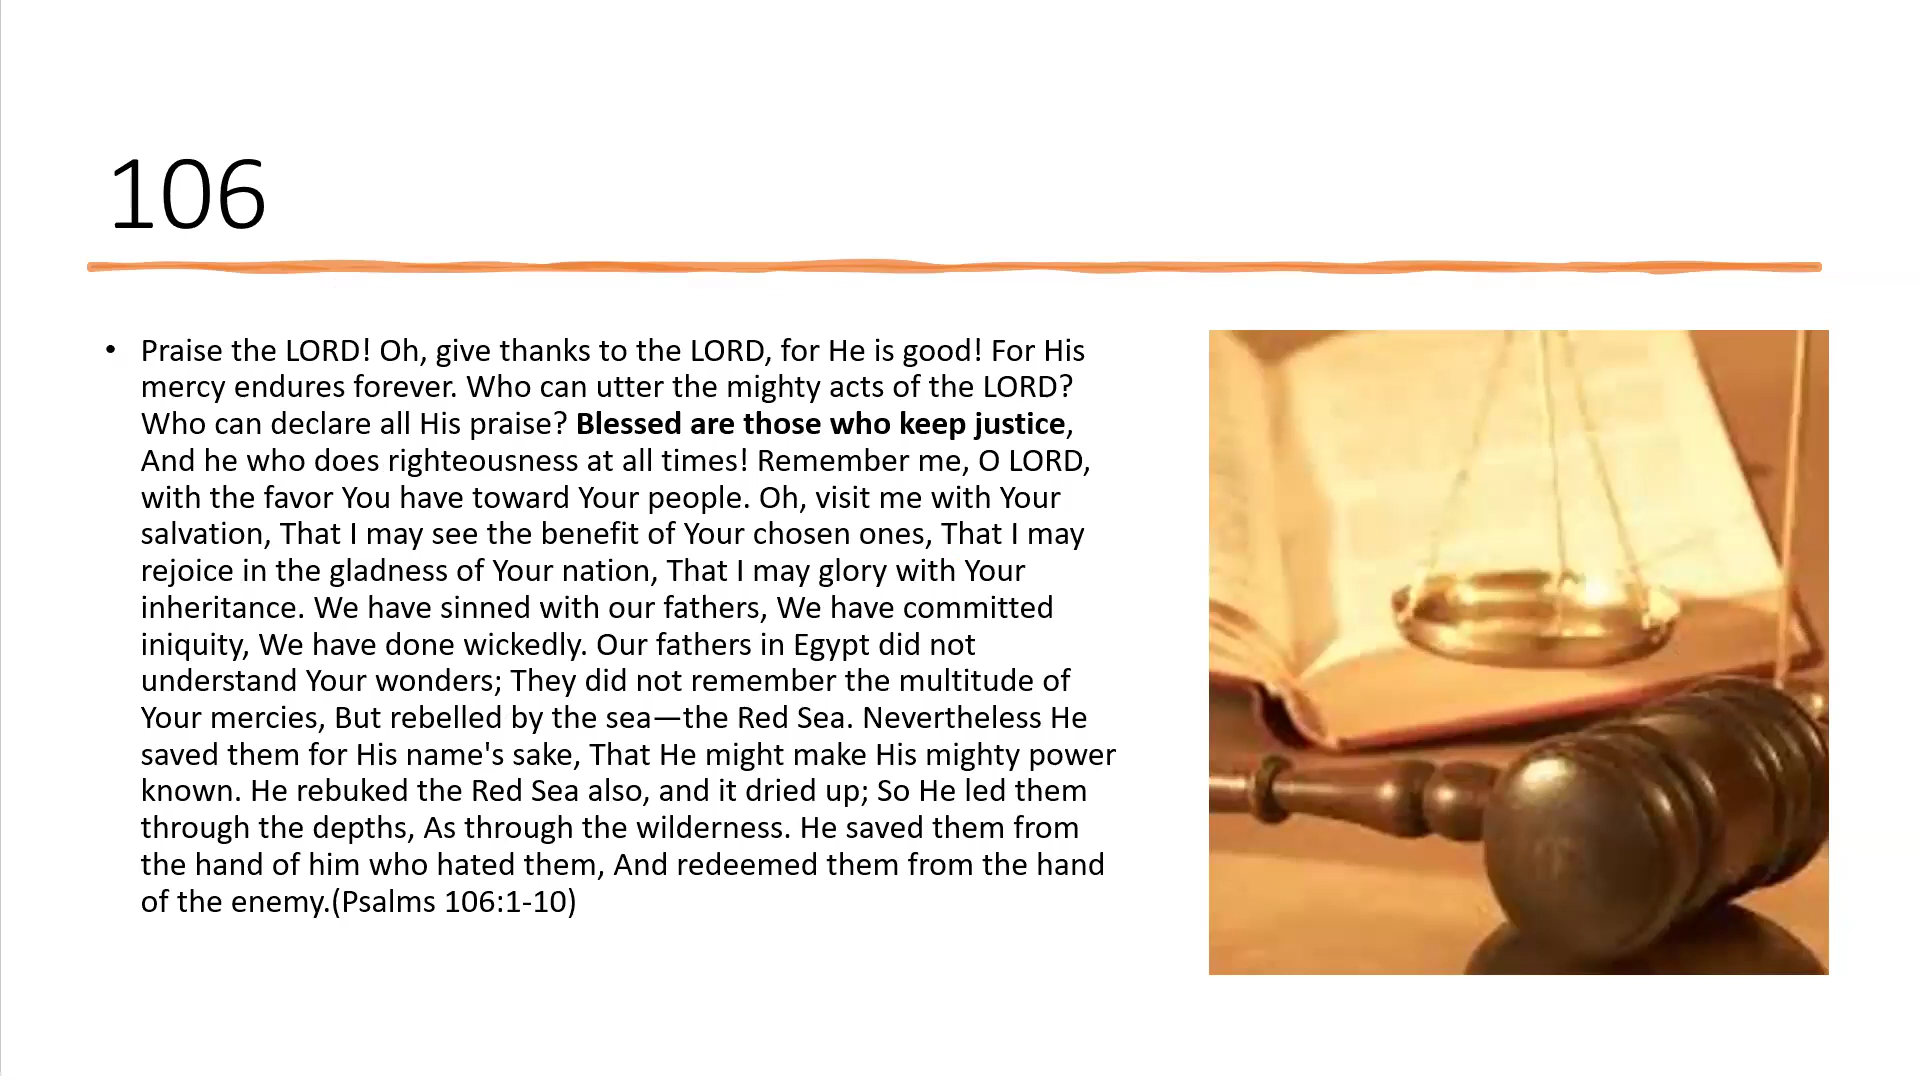 106
• Praise the LORD! Oh, give thanks to the LORD, for He is good! For His
mercy endures forever. Who can utter the mighty acts of the LORD?
Who can declare all His praise? Blessed are those who keep justice,
And he who does righteousness at all times! Remember me, O LORD,
with the favor You have toward Your people. Oh, visit me with Your
salvation, That I may see the benefit of Your chosen ones, That I may
rejoice in the gladness of Your nation, That I may glory with Your
inheritance. We have sinned with our fathers, We have committed
iniquity, We have done wickedly. Our fathers in Egypt did not
understand Your wonders; They did not remember the multitude of
Your mercies, But rebelled by the sea—the Red Sea. Nevertheless He
saved them for His name's sake, That He might make His mighty power
known. He rebuked the Red Sea also, and it dried up; So He led them
through the depths, As through the wilderness. He saved them from
the hand of him who hated them, And redeemed them from the hand
of the enemy.(Psalms 106:1-10)